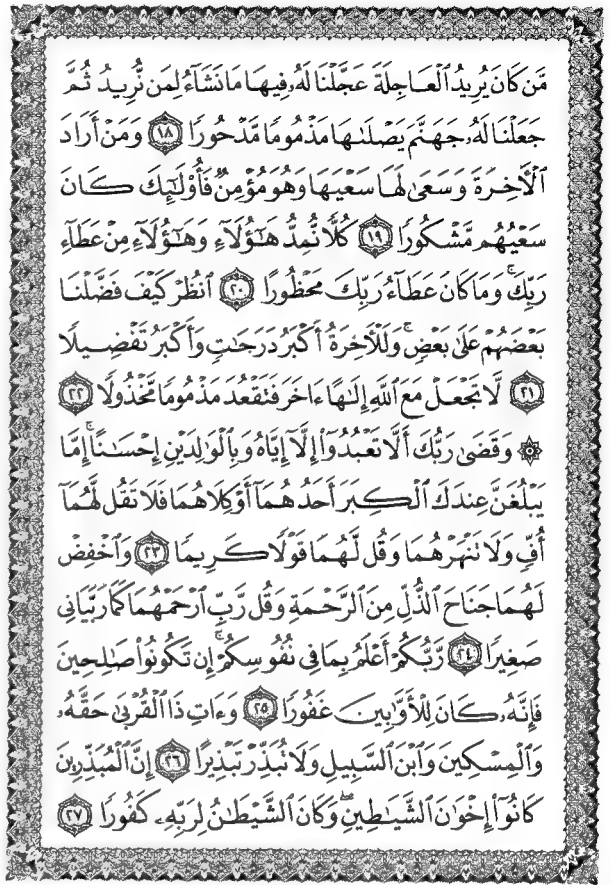 مَّن كَانَ يُرِيدُ ٱلۡعَاجِلَةَ عَجَّلۡنَا لَهُۥ فِيهَا مَا نَشَآءُ لِمَن نُّرِيدُ ثُمَّ
جَعَلۡنَا لَهُۥ جَهَنَّمَ يَصۡلَىٰهَا مَذۡمُومٗا مَّدۡحُورٗا ١٨ وَمَنۡ أَرَادَ
ٱلۡأٓخِرَةَ وَسَعَىٰ لَهَا سَعۡيَهَا وَهُوَ مُؤۡمِنٞ فَأُوْلَٰٓئِكَ كَانَ
سَعۡيُهُم مَّشۡكُورٗا ١٩ كُلّٗا نُّمِدُّ هَٰٓؤُلَآءِ وَهَٰٓؤُلَآءِ مِنۡ عَطَآءِ
رَبِّكَۚ وَمَا كَانَ عَطَآءُ رَبِّكَ مَحۡظُورًا ٢٠ ٱنظُرۡ كَيۡفَ فَضَّلۡنَا
بَعۡضَهُمۡ عَلَىٰ بَعۡضٖۚ وَلَلۡأٓخِرَةُ أَكۡبَرُ دَرَجَٰتٖ وَأَكۡبَرُ تَفۡضِيلٗا
٢١ لَّا تَجۡعَلۡ مَعَ ٱللَّهِ إِلَٰهًا ءَاخَرَ فَتَقۡعُدَ مَذۡمُومٗا مَّخۡذُولٗا ٢٢
۞ وَقَضَىٰ رَبُّكَ أَلَّا تَعۡبُدُوٓاْ إِلَّآ إِيَّاهُ وَبِٱلۡوَٰلِدَيۡنِ إِحۡسَٰنًاۚ إِمَّا
يَبۡلُغَنَّ عِندَكَ ٱلۡكِبَرَ أَحَدُهُمَآ أَوۡ كِلَاهُمَا فَلَا تَقُل لَّهُمَآ
أُفّٖ وَلَا تَنۡهَرۡهُمَا وَقُل لَّهُمَا قَوۡلٗا كَرِيمٗا ٢٣ وَٱخۡفِضۡ
لَهُمَا جَنَاحَ ٱلذُّلِّ مِنَ ٱلرَّحۡمَةِ وَقُل رَّبِّ ٱرۡحَمۡهُمَا كَمَا رَبَّيَانِي
صَغِيرٗا ٢٤ رَّبُّكُمۡ أَعۡلَمُ بِمَا فِي نُفُوسِكُمۡۚ إِن تَكُونُواْ صَٰلِحِينَ
فَإِنَّهُۥ كَانَ لِلۡأَوَّٰبِينَ غَفُورٗا ٢٥ وَءَاتِ ذَا ٱلۡقُرۡبَىٰ حَقَّهُۥ
وَٱلۡمِسۡكِينَ وَٱبۡنَ ٱلسَّبِيلِ وَلَا تُبَذِّرۡ تَبۡذِيرًا ٢٦ إِنَّ ٱلۡمُبَذِّرِينَ
كَانُوٓاْ إِخۡوَٰنَ ٱلشَّيَٰطِينِۖ وَكَانَ ٱلشَّيۡطَٰنُ لِرَبِّهِۦ كَفُورٗا ٢٧